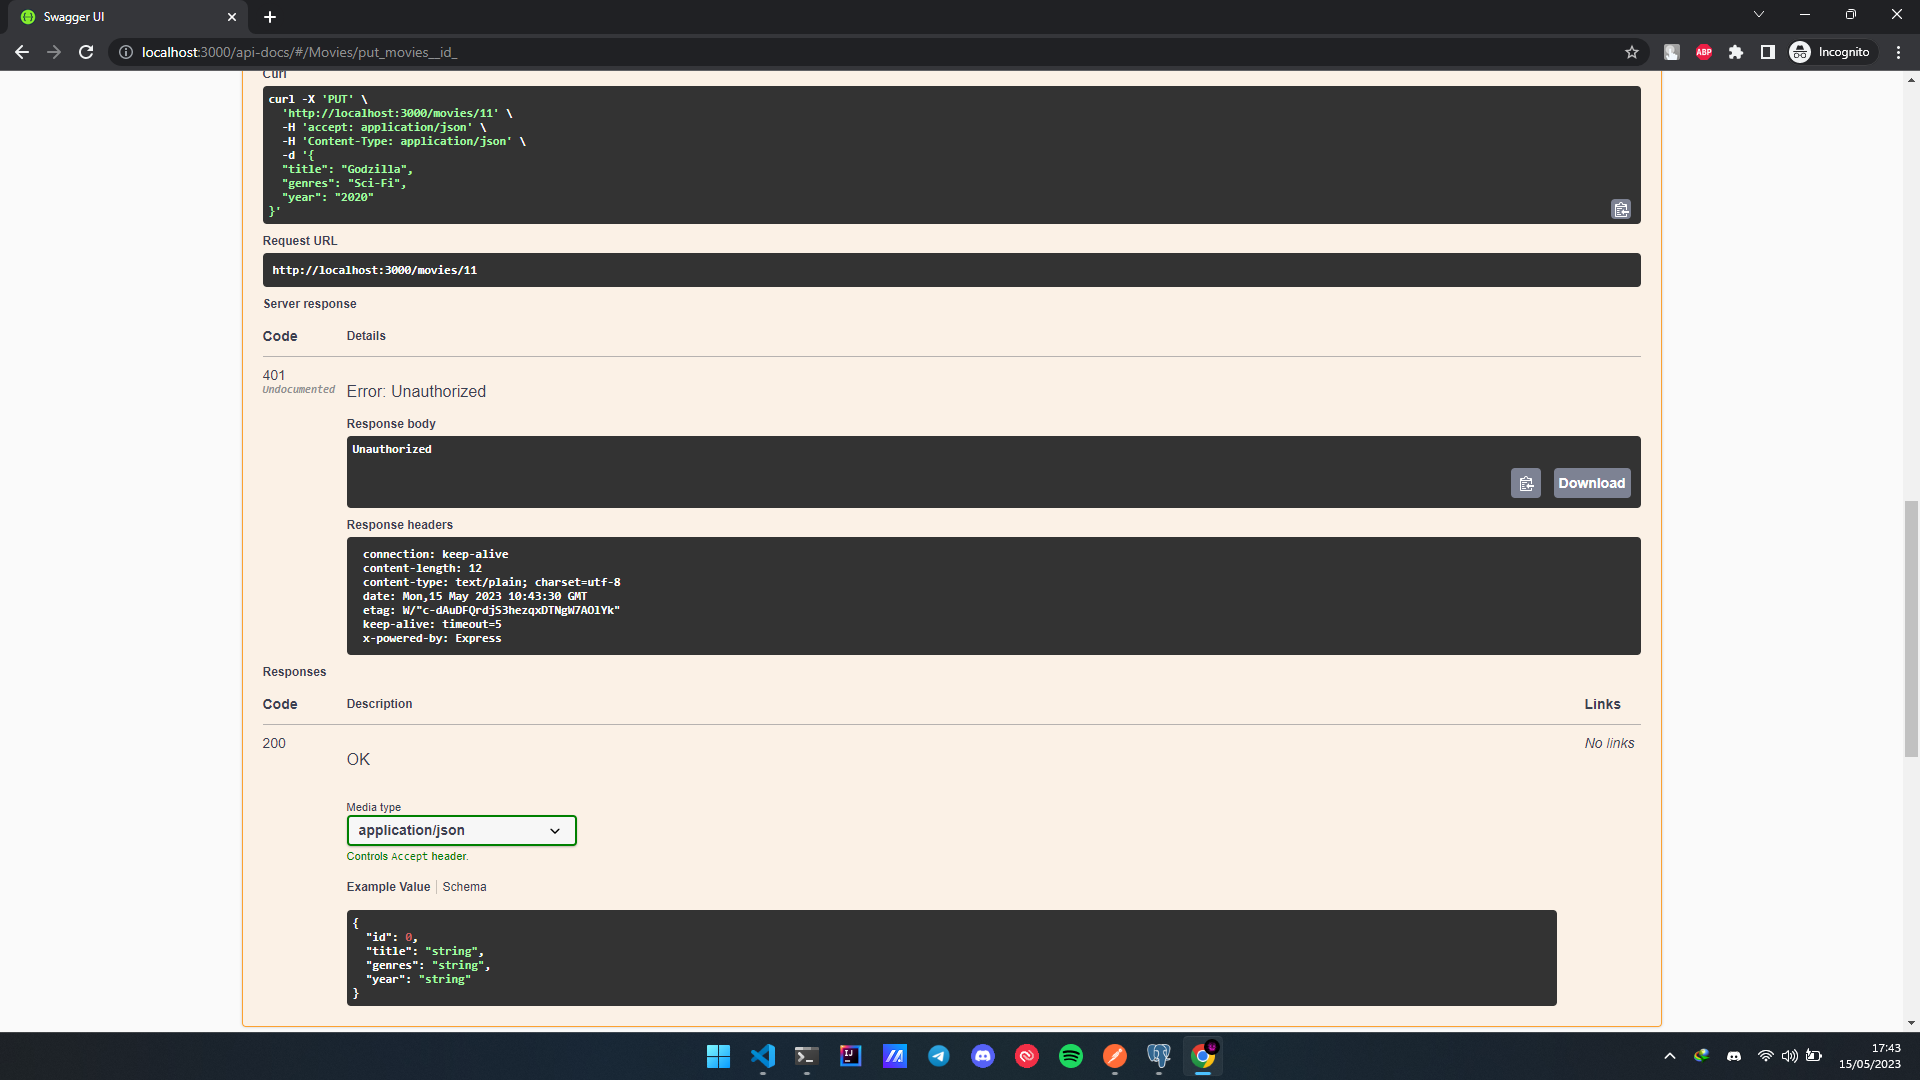 Swagger UI
localhost:3000/api-docs/#/Movies/put_movies__id_
ABP
Incognito
Curl
curl -X 'PUT' \
'http://localhost:3000/movies/11' \
-H 'accept: application/json' \
-H 'Content-Type: application/json' \
-d '{
"title": "Godzilla",
"genres": "Sci-Fi",
"year": "2020"
}'
Request URL
http://localhost:3000/movies/11
Server response
Code Details
401
Undocumented
Error: Unauthorized
Response body
Unauthorized
Download
Response headers
connection: keep-alive
content-length: 12
content-type: text/plain; charset=utf-8
date: Mon,15 May 2023 10:43:30 GMT
etag: W/"c-dAuDFQrdjS3hezqxDTNgW7AOlYk"
keep-alive: timeout=5
x-powered-by: Express
Responses
Code Description Links
200 No links
OK
Media type
application/json
Controls Accept header.
Example Value Schema
{
"id": 0,
"title": "string",
"genres": "string",
"year": "string"
}
17:43
15/05/2023